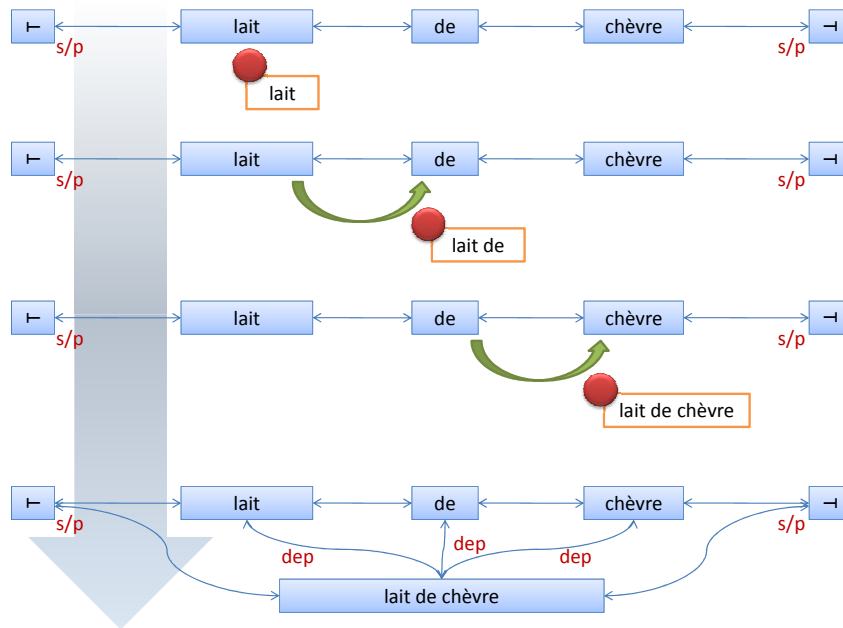 ⊢ lait de chèvre ⊣
s/p s/p
lait
⊢ lait de chèvre ⊣
s/p s/p
lait de
⊢ lait de chèvre ⊣
s/p s/p
lait de chèvre
⊢ lait de chèvre ⊣
s/p s/p
dep dep dep
lait de chèvre